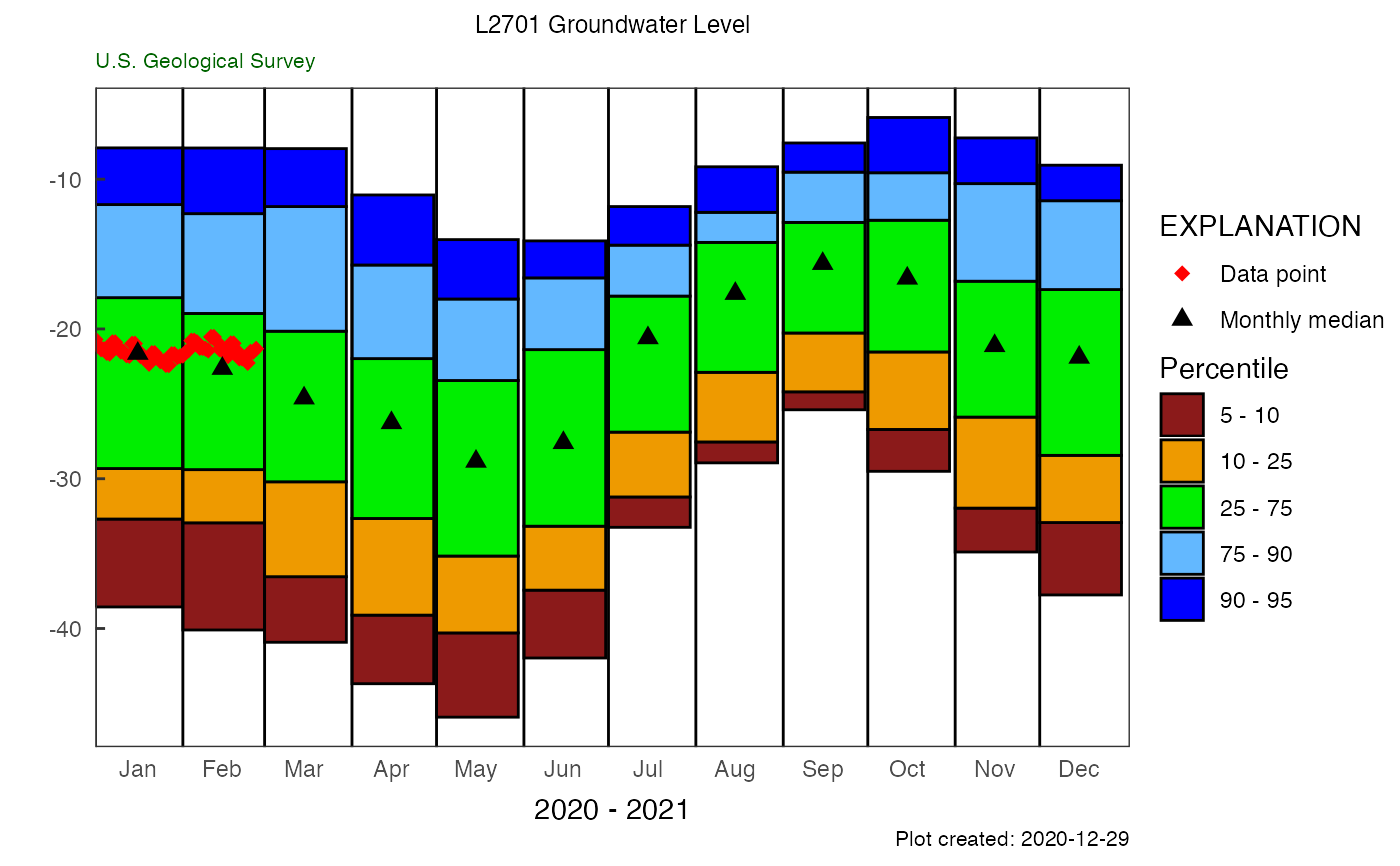 L2701 Groundwater Level
U.S. Geological Survey
-10
-20
-30
-40
Jan Feb Mar Apr May Jun Jul Aug Sep Oct Nov Dec
2020 - 2021
Plot created: 2020-12-29
EXPLANATION
Data point
Monthly median
Percentile
5 - 10
10 - 25
25 - 75
75 - 90
90 - 95